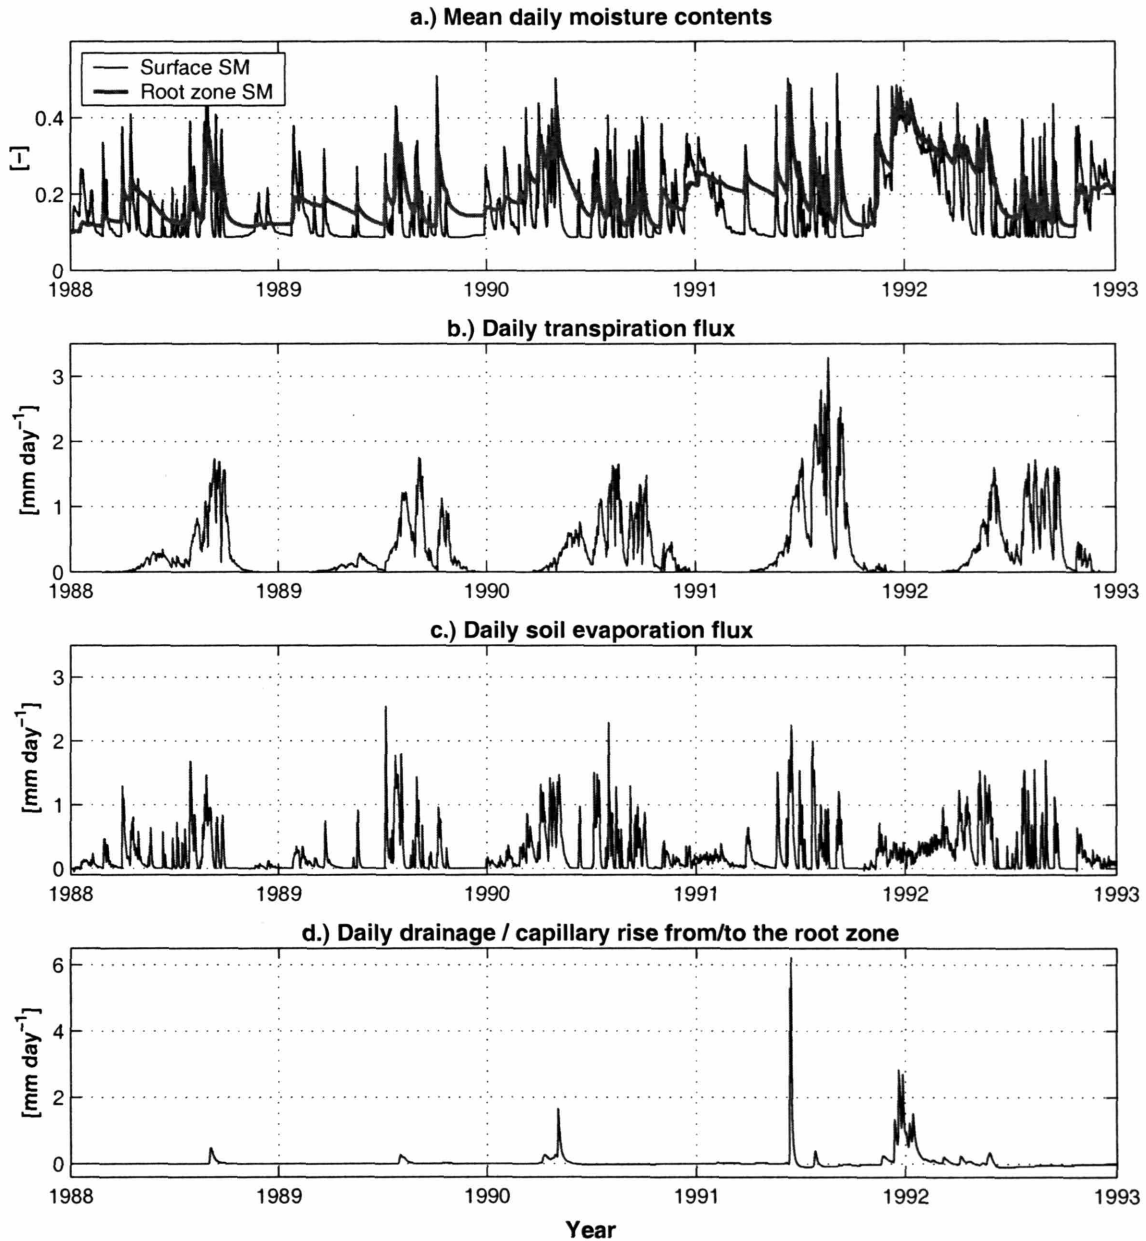 a.) Mean daily moisture contents
Surface SM
Root zone SM
[-]
0.4
0.2
0
1988 1989 1990 1991 1992 1993
b.) Daily transpiration flux
[mm day⁻¹]
3
2
1
0
1988 1989 1990 1991 1992 1993
c.) Daily soil evaporation flux
[mm day⁻¹]
3
2
1
0
1988 1989 1990 1991 1992 1993
d.) Daily drainage / capillary rise from/to the root zone
[mm day⁻¹]
6
4
2
0
1988 1989 1990 1991 1992 1993
Year